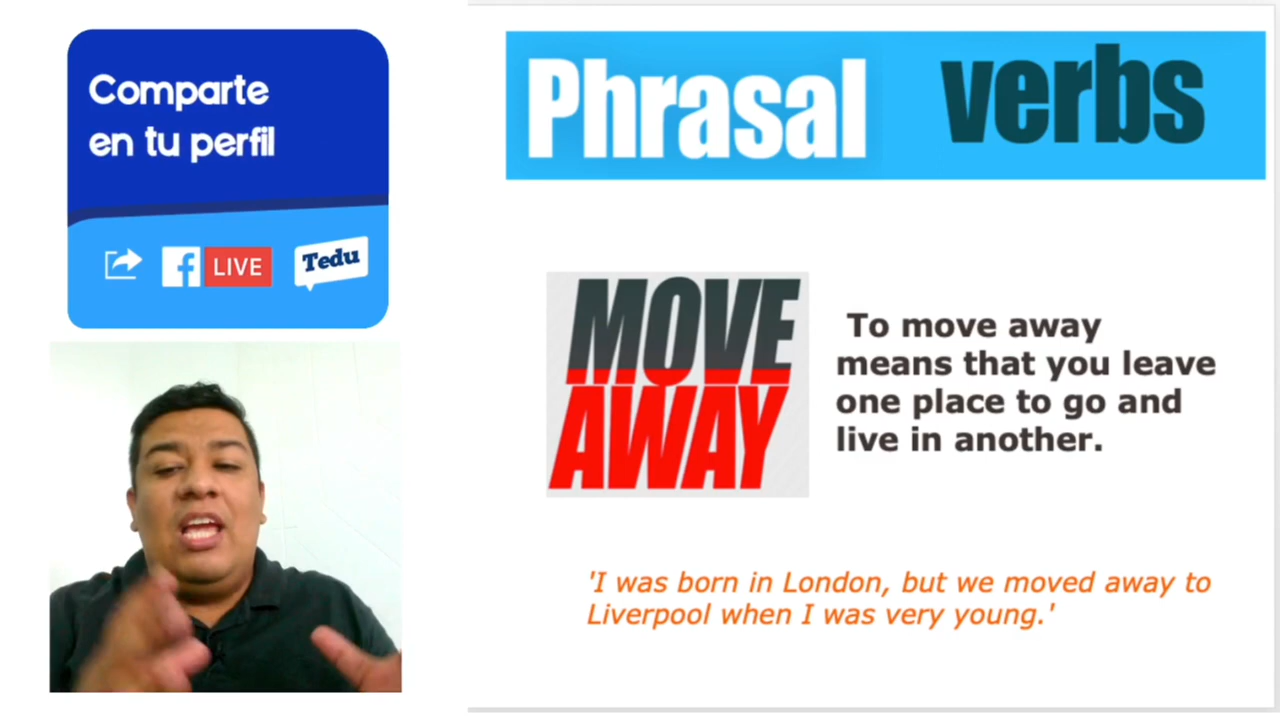 Comparte
en tu perfil
f LIVE Tedu
Phrasal verbs
MOVE
AWAY
To move away
means that you leave
one place to go and
live in another.
'I was born in London, but we moved away to
Liverpool when I was very young.'